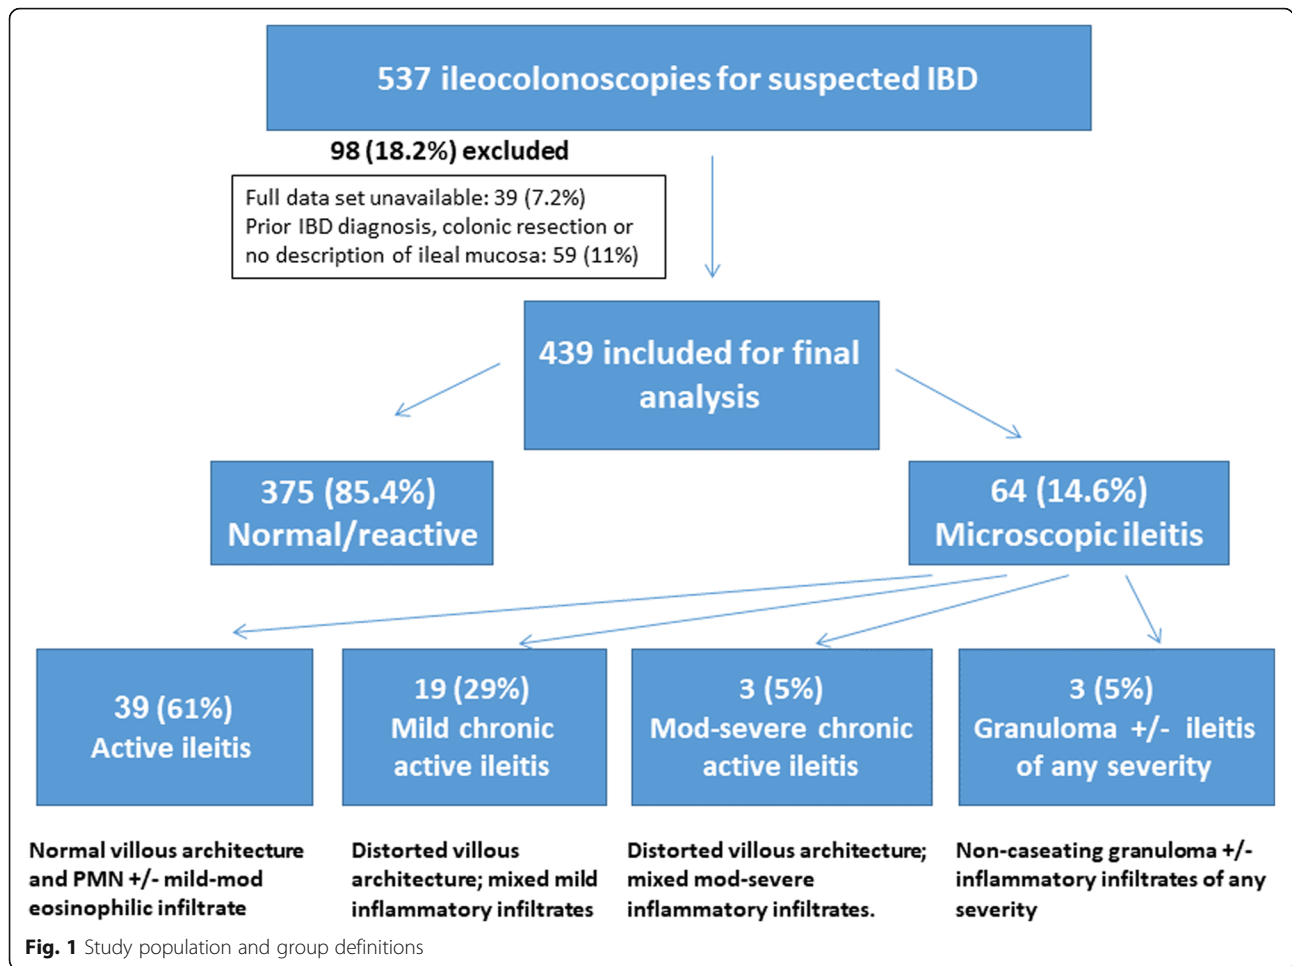 537 ileocolonoscopies for suspected IBD
98 (18.2%) excluded
Full data set unavailable: 39 (7.2%)
Prior IBD diagnosis, colonic resection or
no description of ileal mucosa: 59 (11%)
439 included for final
analysis
375 (85.4%)
Normal/reactive
64 (14.6%)
Microscopic ileitis
39 (61%)
Active ileitis
19 (29%)
Mild chronic
active ileitis
3 (5%)
Mod-severe chronic
active ileitis
3 (5%)
Granuloma +/- ileitis
of any severity
Normal villous architecture
and PMN +/- mild-mod
eosinophilic infiltrate
Distorted villous
architecture; mixed mild
inflammatory infiltrates
Distorted villous architecture;
mixed mod-severe
inflammatory infiltrates.
Non-caseating granuloma +/-
inflammatory infiltrates of any
severity
Fig. 1 Study population and group definitions